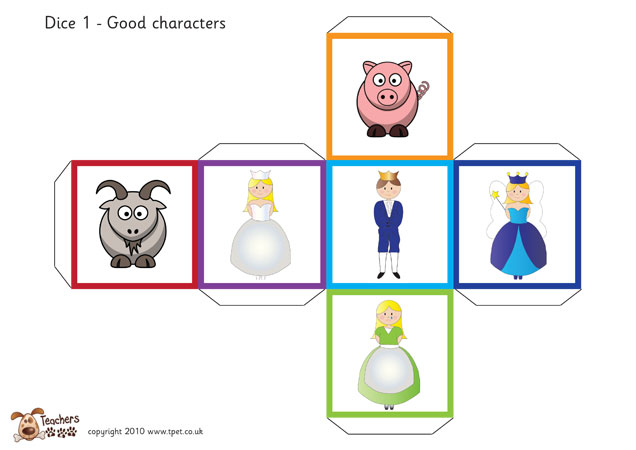 Dice 1 - Good characters
Teachers
copyright 2010 www.tpet.co.uk